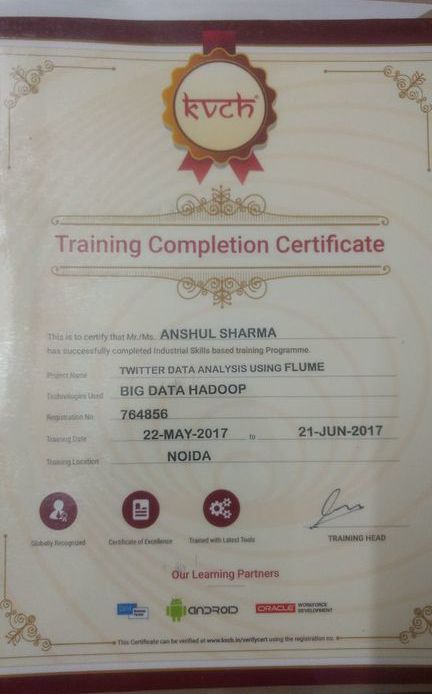 kvch
Training Completion Certificate
This is to certify that Mr./Ms. ANSHUL SHARMA
has successfully completed Industrial Skills based training Programme.
Project Name TWITTER DATA ANALYSIS USING FLUME
Technologies Used BIG DATA HADOOP
Registration No 764856
Training Date 22-MAY-2017 to 21-JUN-2017
Training Location NOIDA
Globally Recognized Certificate of Excellence Trained with Latest Tools
TRAINING HEAD
Our Learning Partners
ANDROID ORACLE WORKFORCE DEVELOPMENT
This Certificate can be verified at www.kvch.in/verifycert using the registration no.